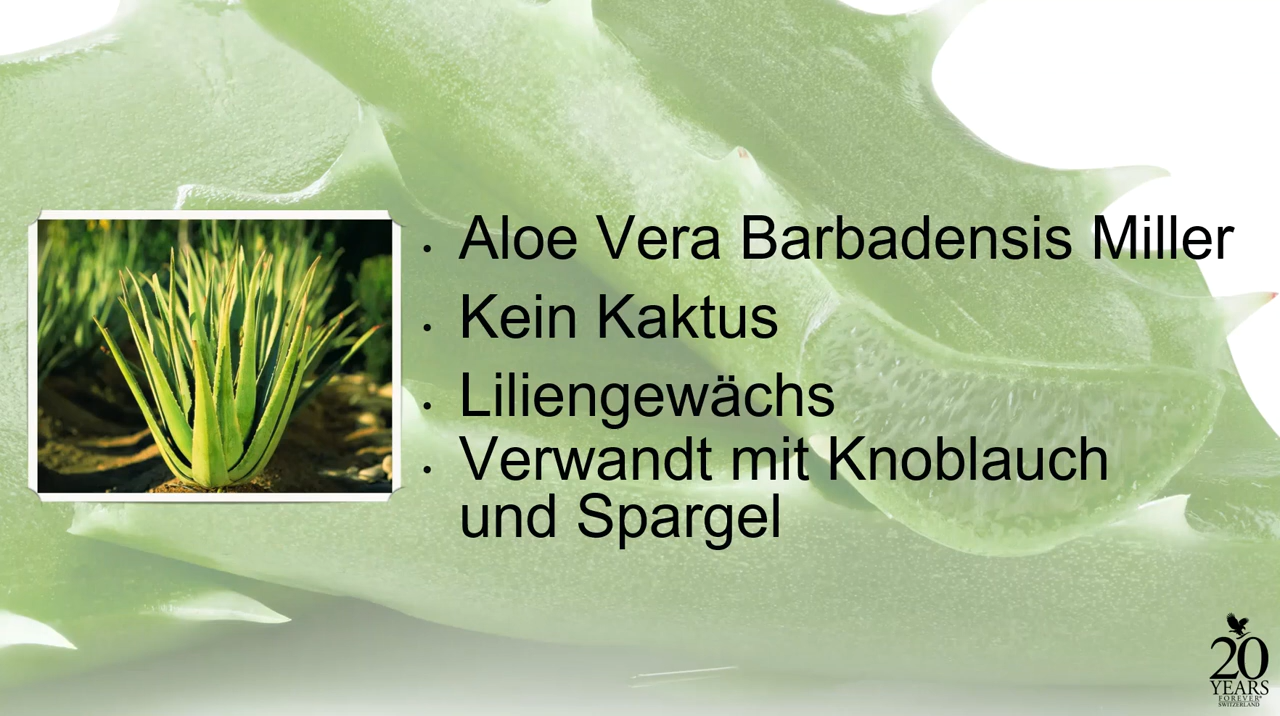 Aloe Vera Barbadensis Miller
Kein Kaktus
Liliengewächs
Verwandt mit Knoblauch
und Spargel
20
YEARS
FOREVER
SWITZERLAND